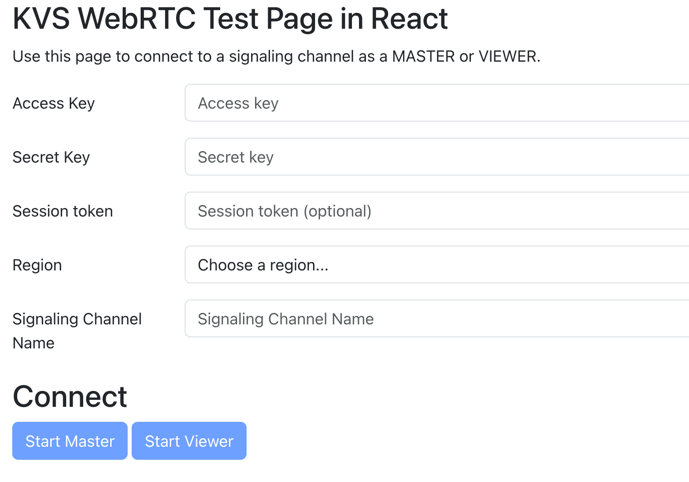 KVS WebRTC Test Page in React
Use this page to connect to a signaling channel as a MASTER or VIEWER.
Access Key
Access key
Secret Key
Secret key
Session token
Session token (optional)
Region
Choose a region...
Signaling Channel
Name
Signaling Channel Name
Connect
Start Master
Start Viewer